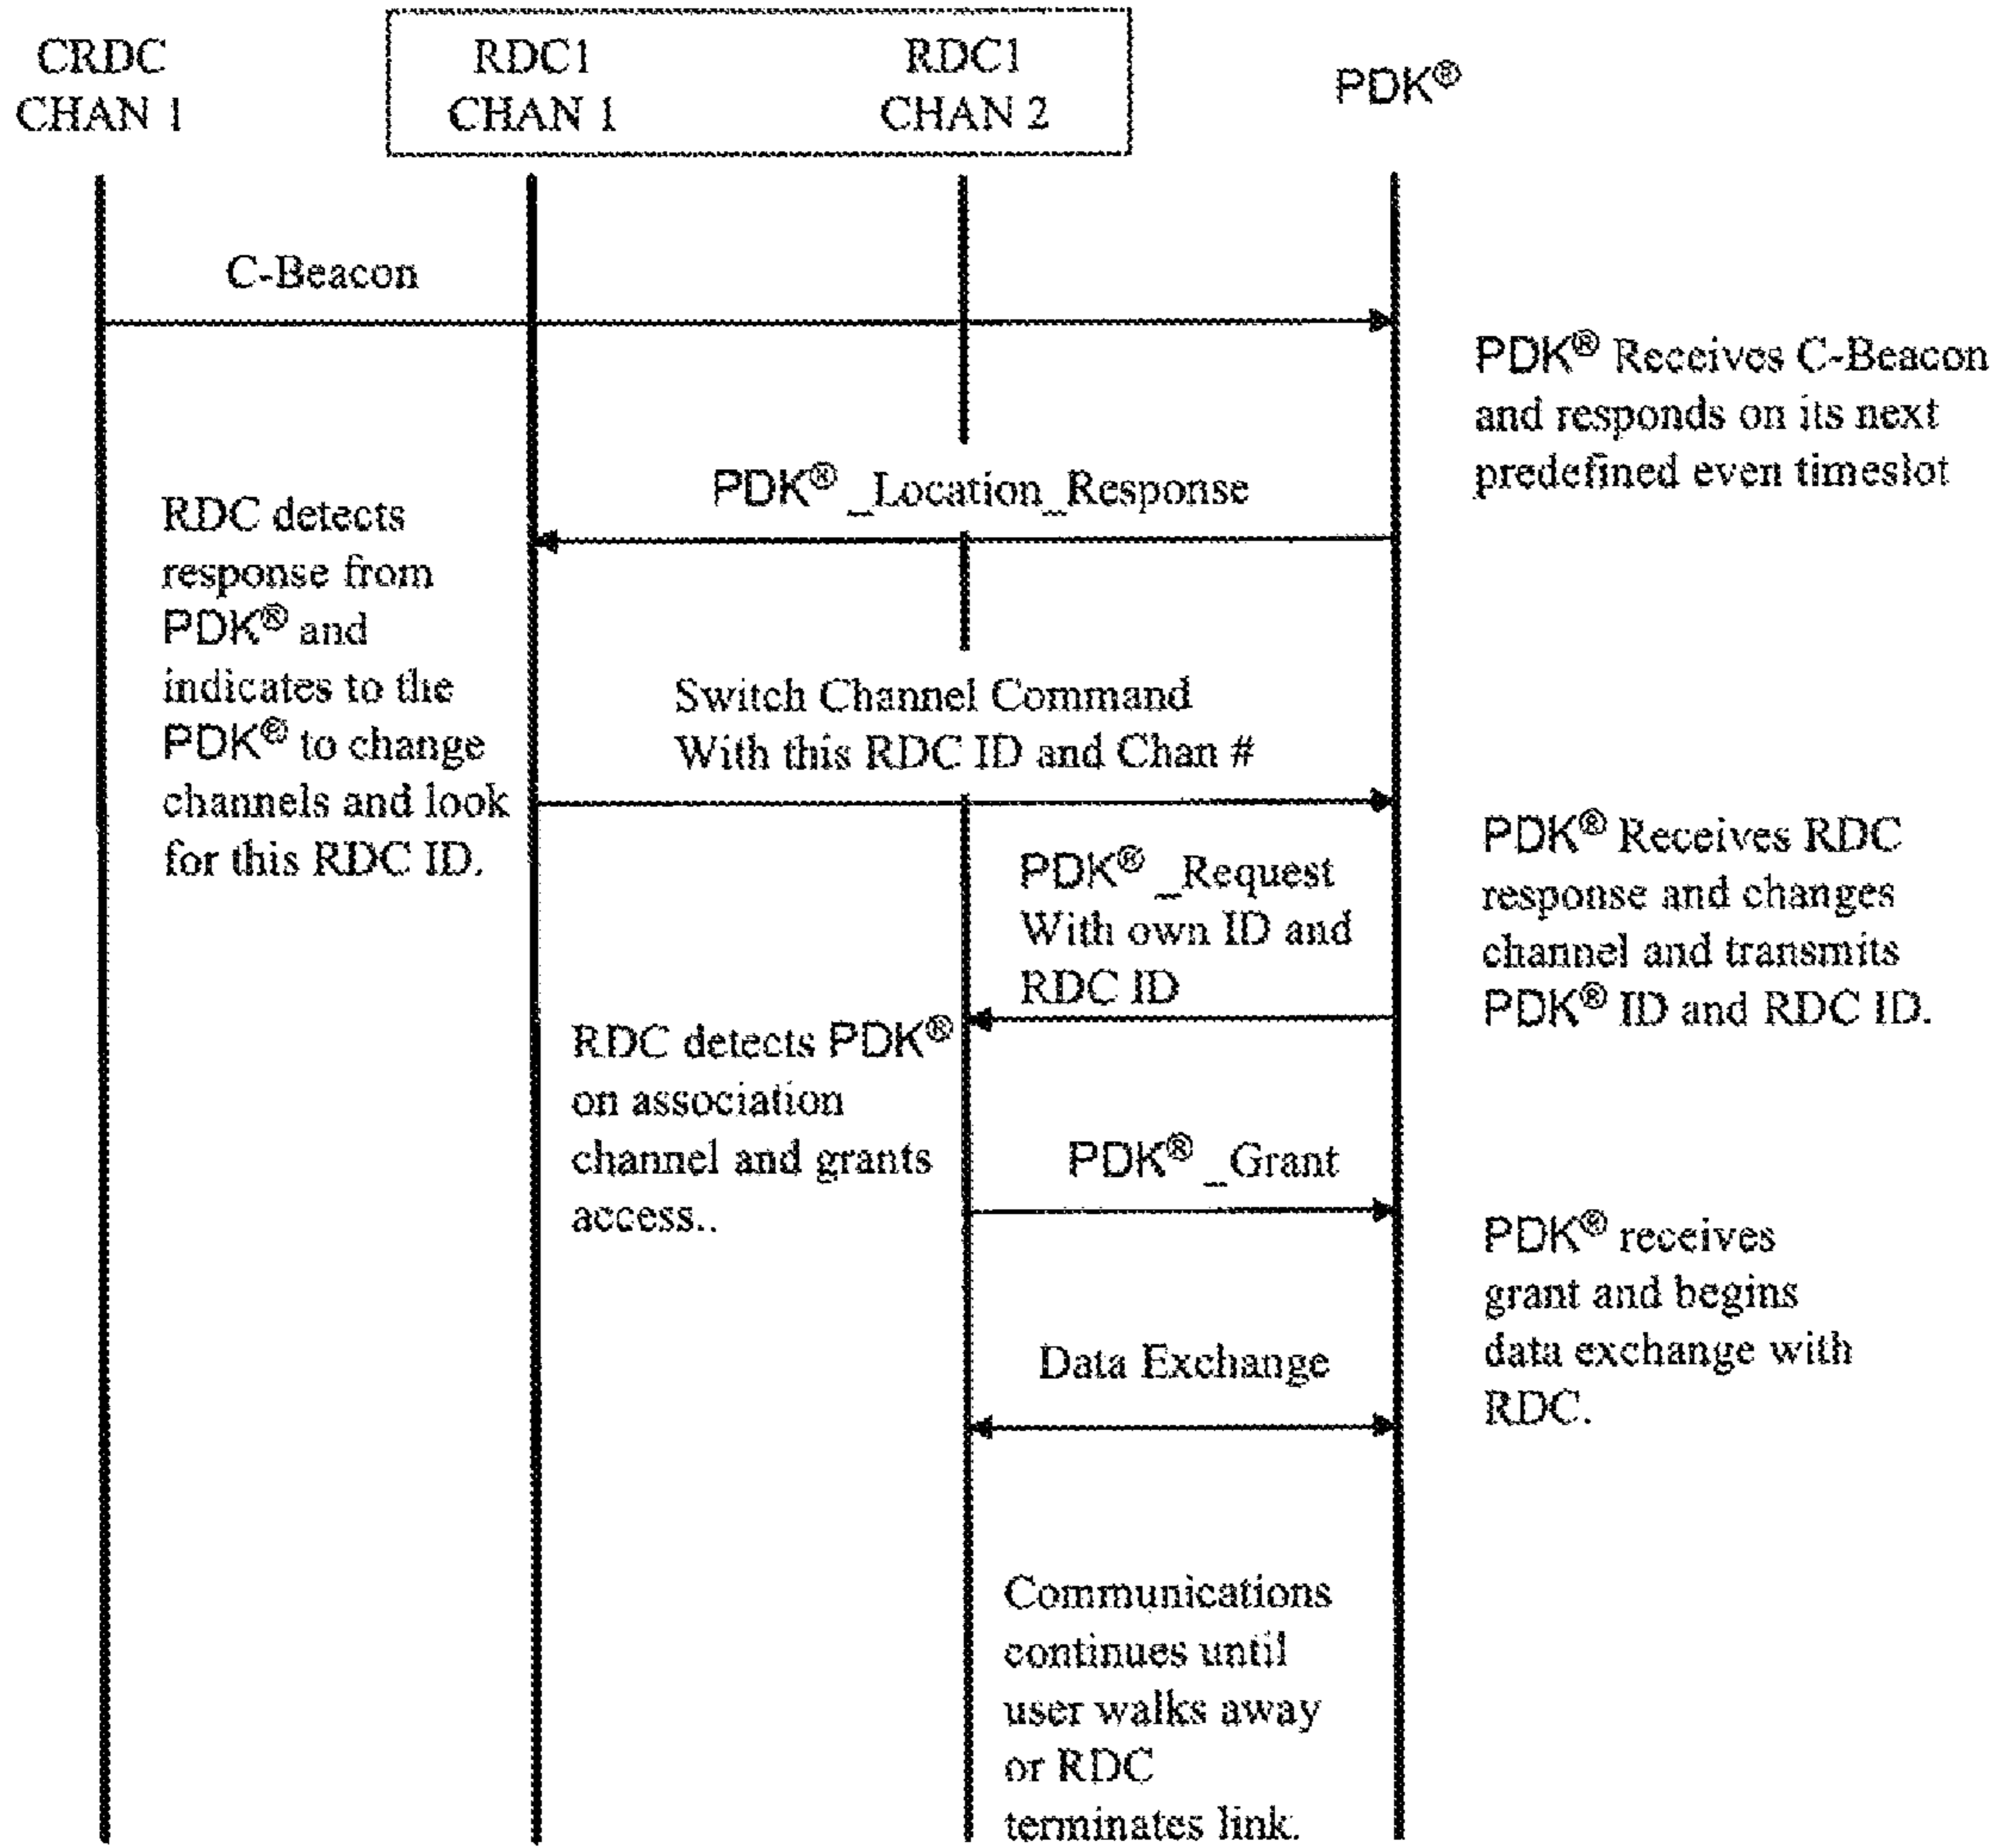 CRDC
CHAN 1
RDC1
CHAN 1
RDC1
CHAN 2
PDK®
C-Beacon
PDK® Receives C-Beacon
and responds on its next
predefined even timeslot
PDK® _Location_Response
RDC detects
response from
PDK® and
indicates to the
PDK® to change
channels and look
for this RDC ID.
Switch Channel Command
With this RDC ID and Chan #
PDK® Receives RDC
response and changes
channel and transmits
PDK® ID and RDC ID.
PDK® _Request
With own ID and
RDC ID
RDC detects PDK®
on association
channel and grants
access..
PDK® _Grant
PDK® receives
grant and begins
data exchange with
RDC.
Data Exchange
Communications
continues until
user walks away
or RDC
terminates link.